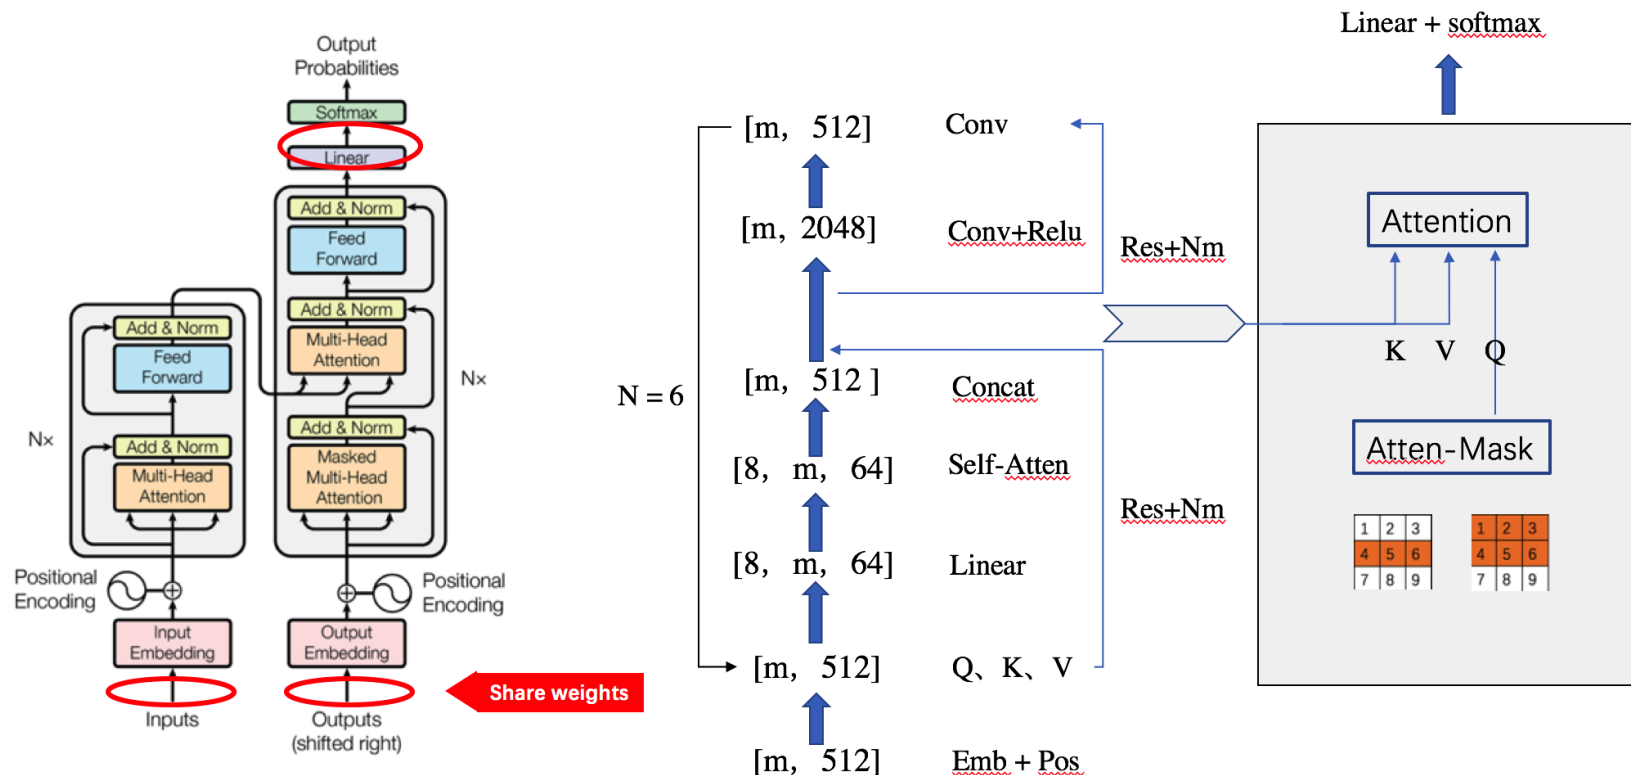 Output
Probabilities
Softmax
Linear
Add & Norm
Feed
Forward
Add & Norm
Multi-Head
Attention
Add & Norm
Masked
Multi-Head
Attention
Nx
Positional
Encoding
Output
Embedding
Outputs
(shifted right)
Add & Norm
Feed
Forward
Add & Norm
Multi-Head
Attention
Nx
Positional
Encoding
Input
Embedding
Inputs
Share weights
N = 6
[m, 512] Conv
[m, 2048] Conv+Relu
Res+Nm
[m, 512 ] Concat
[8, m, 64] Self-Atten
Res+Nm
[8, m, 64] Linear
[m, 512] Q、K、V
[m, 512] Emb + Pos
Linear + softmax
Attention
K V Q
Atten-Mask
1 2 3
4 5 6
7 8 9
1 2 3
4 5 6
7 8 9